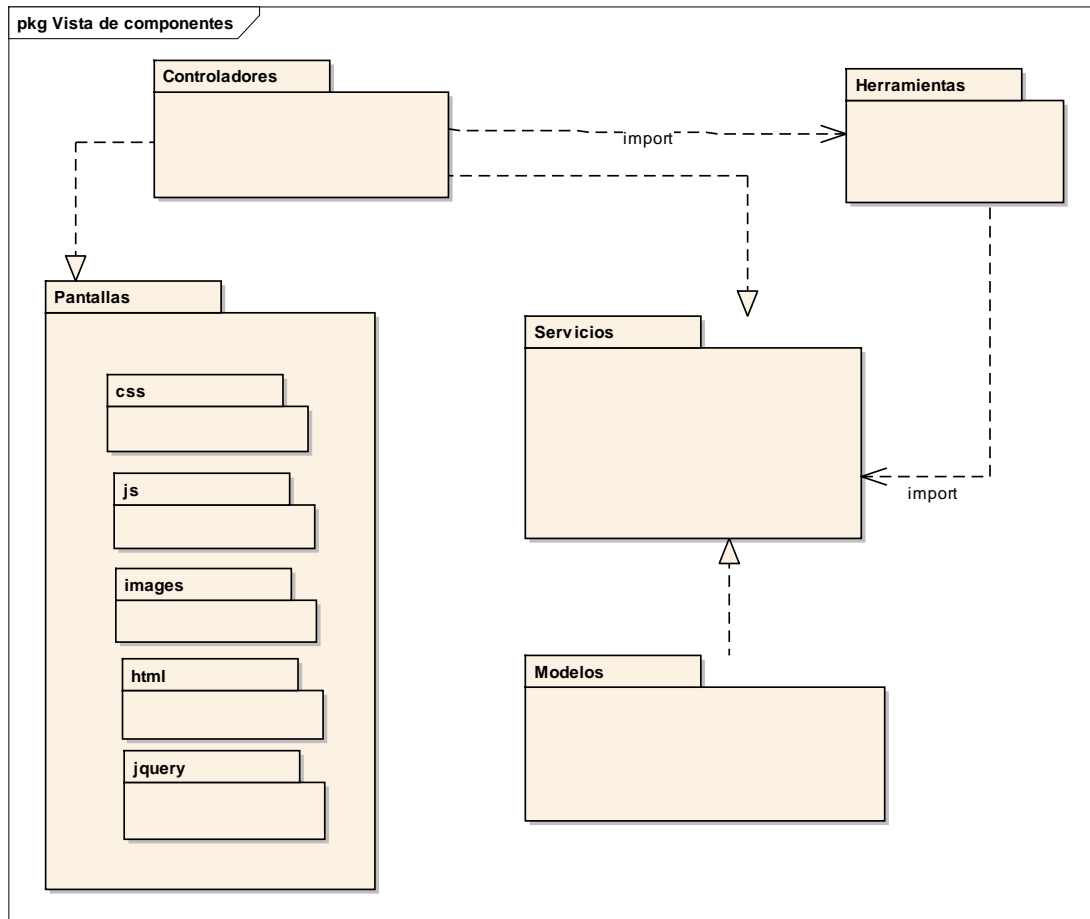 pkg Vista de componentes
Controladores
Herramientas
import
Pantallas
css
js
images
html
jquery
Servicios
import
Modelos